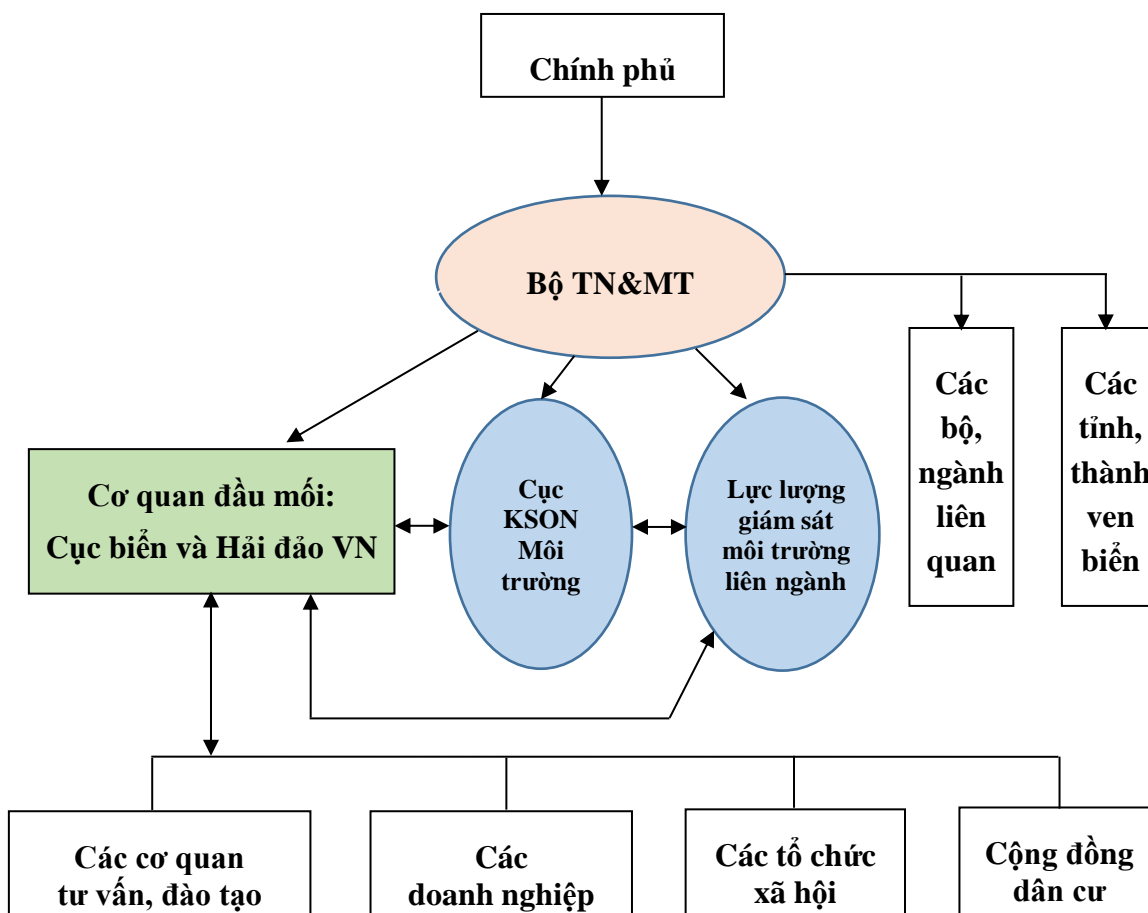 Chính phủ
Bộ TN&MT
Các
bộ,
ngành
liên
quan
Các
tỉnh,
thành
ven
biển
Cơ quan đầu mối:
Cục biển và Hải đảo VN
Cục
KSON
Môi
trường
Lực lượng
giám sát
môi trường
liên ngành
Các cơ quan
tư vấn, đào tạo
Các
doanh nghiệp
Các tổ chức
xã hội
Cộng đồng
dân cư